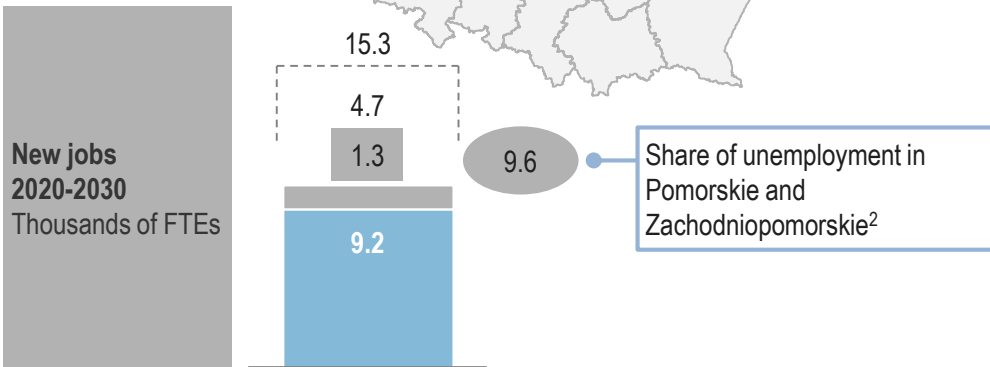 New jobs
2020-2030
Thousands of FTEs
15.3
4.7
1.3
9.2
9.6
Share of unemployment in
Pomorskie and
Zachodniopomorskie2